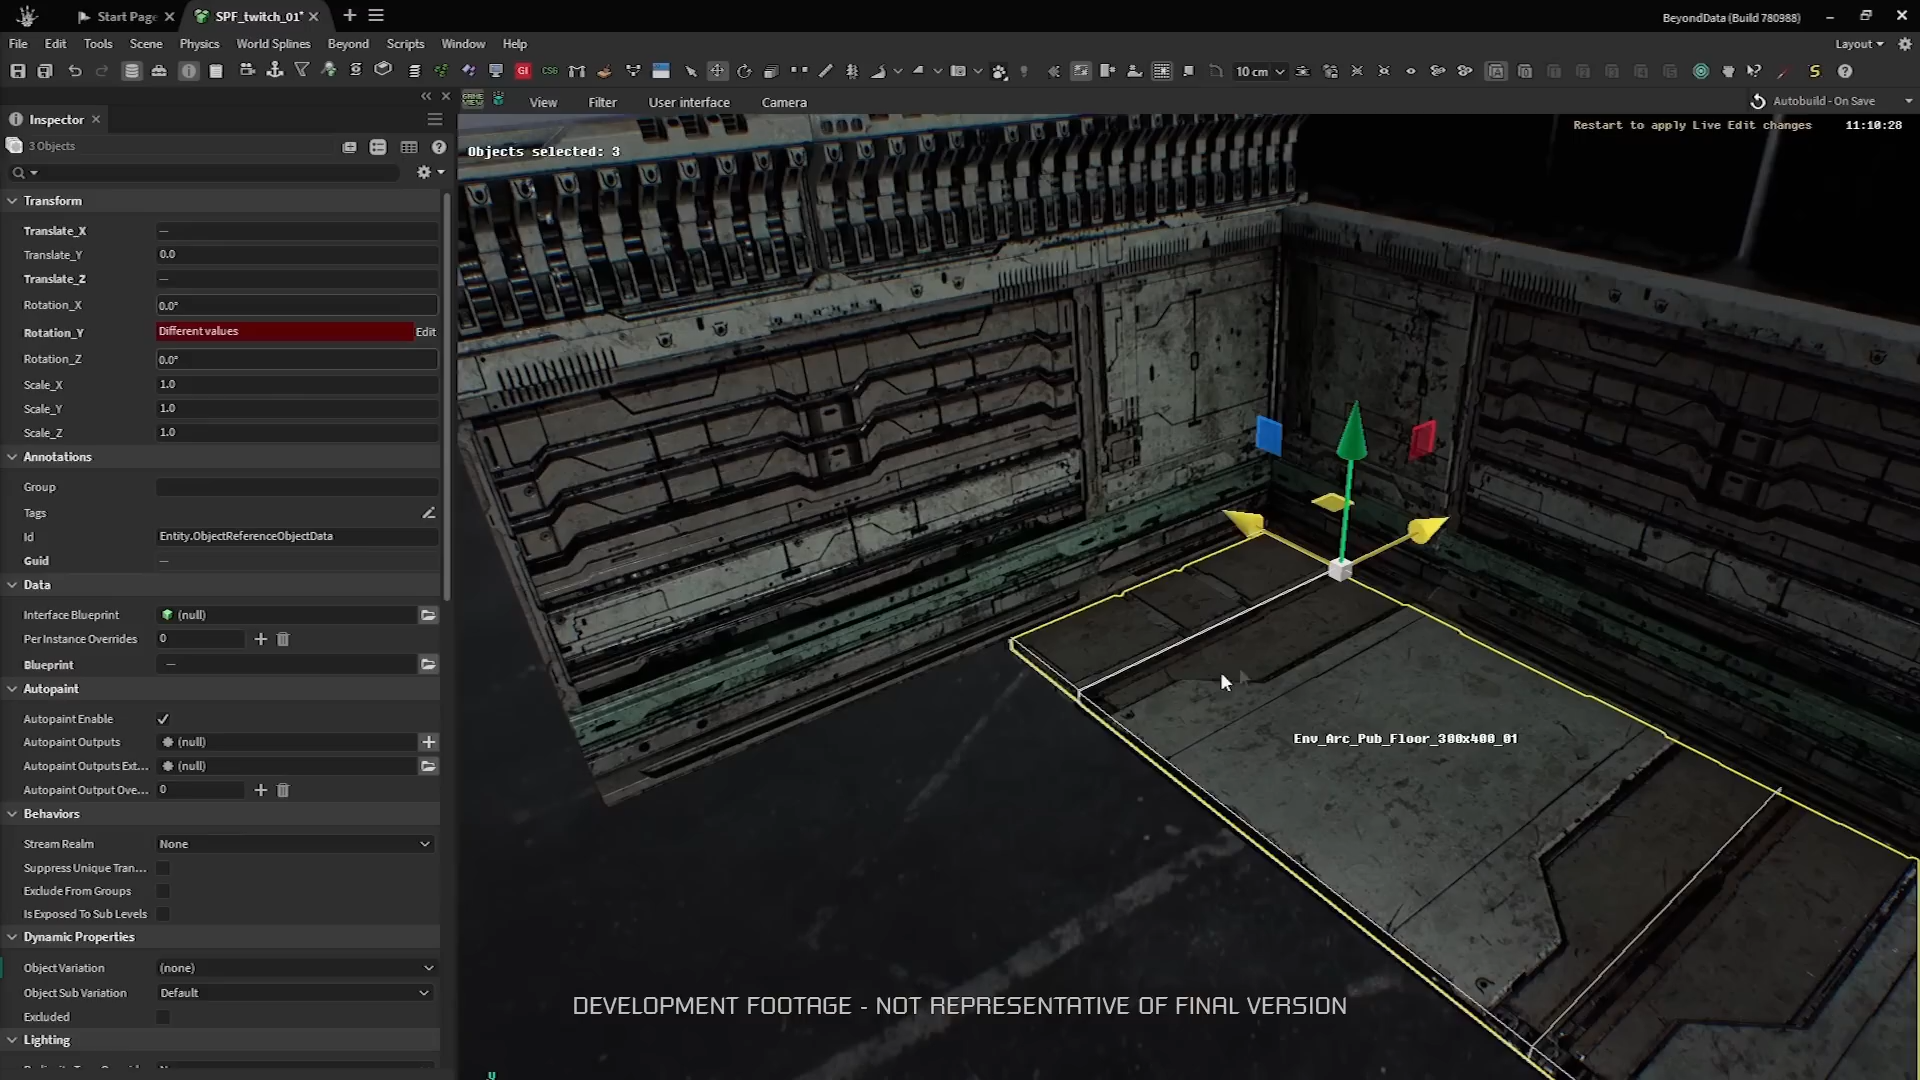 Start Page
SPF_twitch_01*
BeyondData (Build 780988)
File Edit Tools Scene Physics World Splines Beyond Scripts Window Help
Layout
GI CSG 10 cm S
GAME VIEW View Filter User interface Camera
Autobuild - On Save
Inspector
3 Objects
Objects selected: 3
Restart to apply Live Edit changes 11:10:28
Transform
Translate_X —
Translate_Y 0.0
Translate_Z —
Rotation_X 0.0°
Rotation_Y Different values Edit
Rotation_Z 0.0°
Scale_X 1.0
Scale_Y 1.0
Scale_Z 1.0
Annotations
Group
Tags
Id Entity.ObjectReferenceObjectData
Guid —
Data
Interface Blueprint (null)
Per Instance Overrides 0
Blueprint —
Autopaint
Autopaint Enable
Autopaint Outputs (null)
Autopaint Outputs Ext... (null)
Autopaint Output Ove... 0
Behaviors
Stream Realm None
Suppress Unique Tran...
Exclude From Groups
Is Exposed To Sub Levels
Dynamic Properties
Object Variation (none)
Object Sub Variation Default
Excluded
Lighting
Env_Arc_Pub_Floor_300x400_01
DEVELOPMENT FOOTAGE - NOT REPRESENTATIVE OF FINAL VERSION